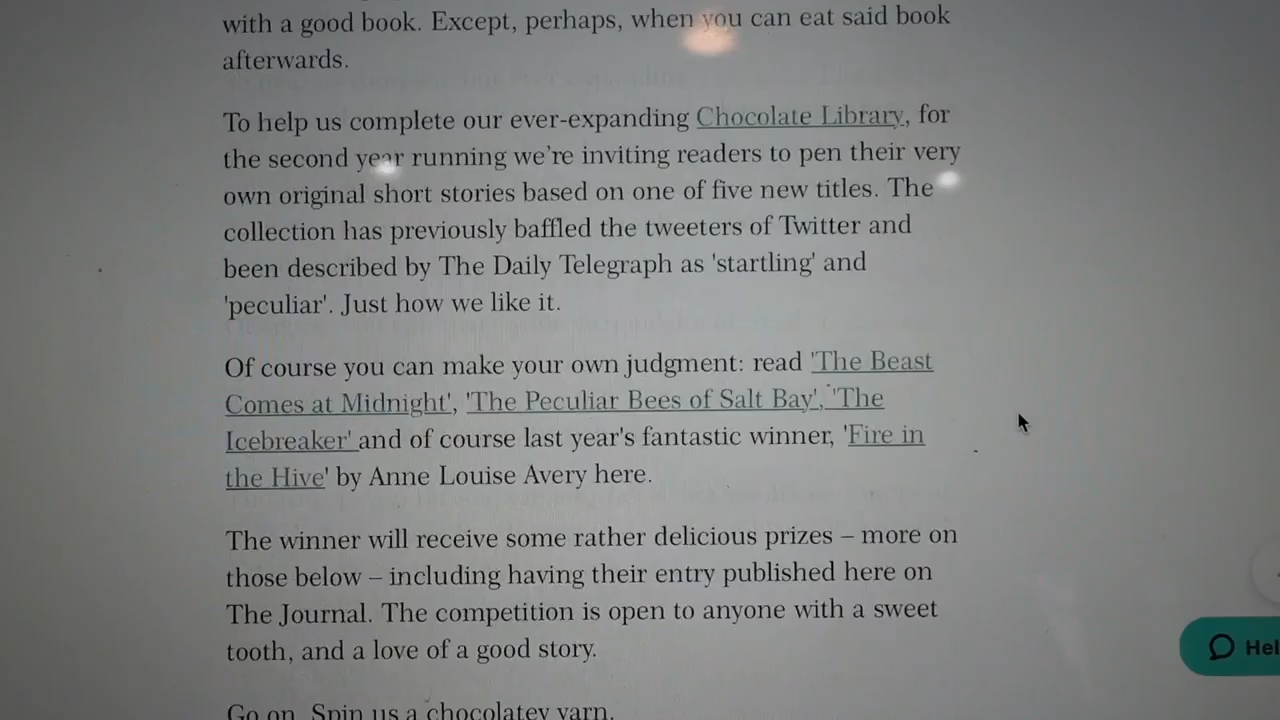 with a good book. Except, perhaps, when you can eat said book
afterwards.
To help us complete our ever-expanding Chocolate Library, for
the second year running we’re inviting readers to pen their very
own original short stories based on one of five new titles. The
collection has previously baffled the tweeters of Twitter and
been described by The Daily Telegraph as 'startling' and
'peculiar'. Just how we like it.
Of course you can make your own judgment: read 'The Beast
Comes at Midnight', 'The Peculiar Bees of Salt Bay', 'The
Icebreaker' and of course last year's fantastic winner, 'Fire in
the Hive' by Anne Louise Avery here.
The winner will receive some rather delicious prizes – more on
those below – including having their entry published here on
The Journal. The competition is open to anyone with a sweet
tooth, and a love of a good story.
Hel
Go on. Spin us a chocolatey yarn.